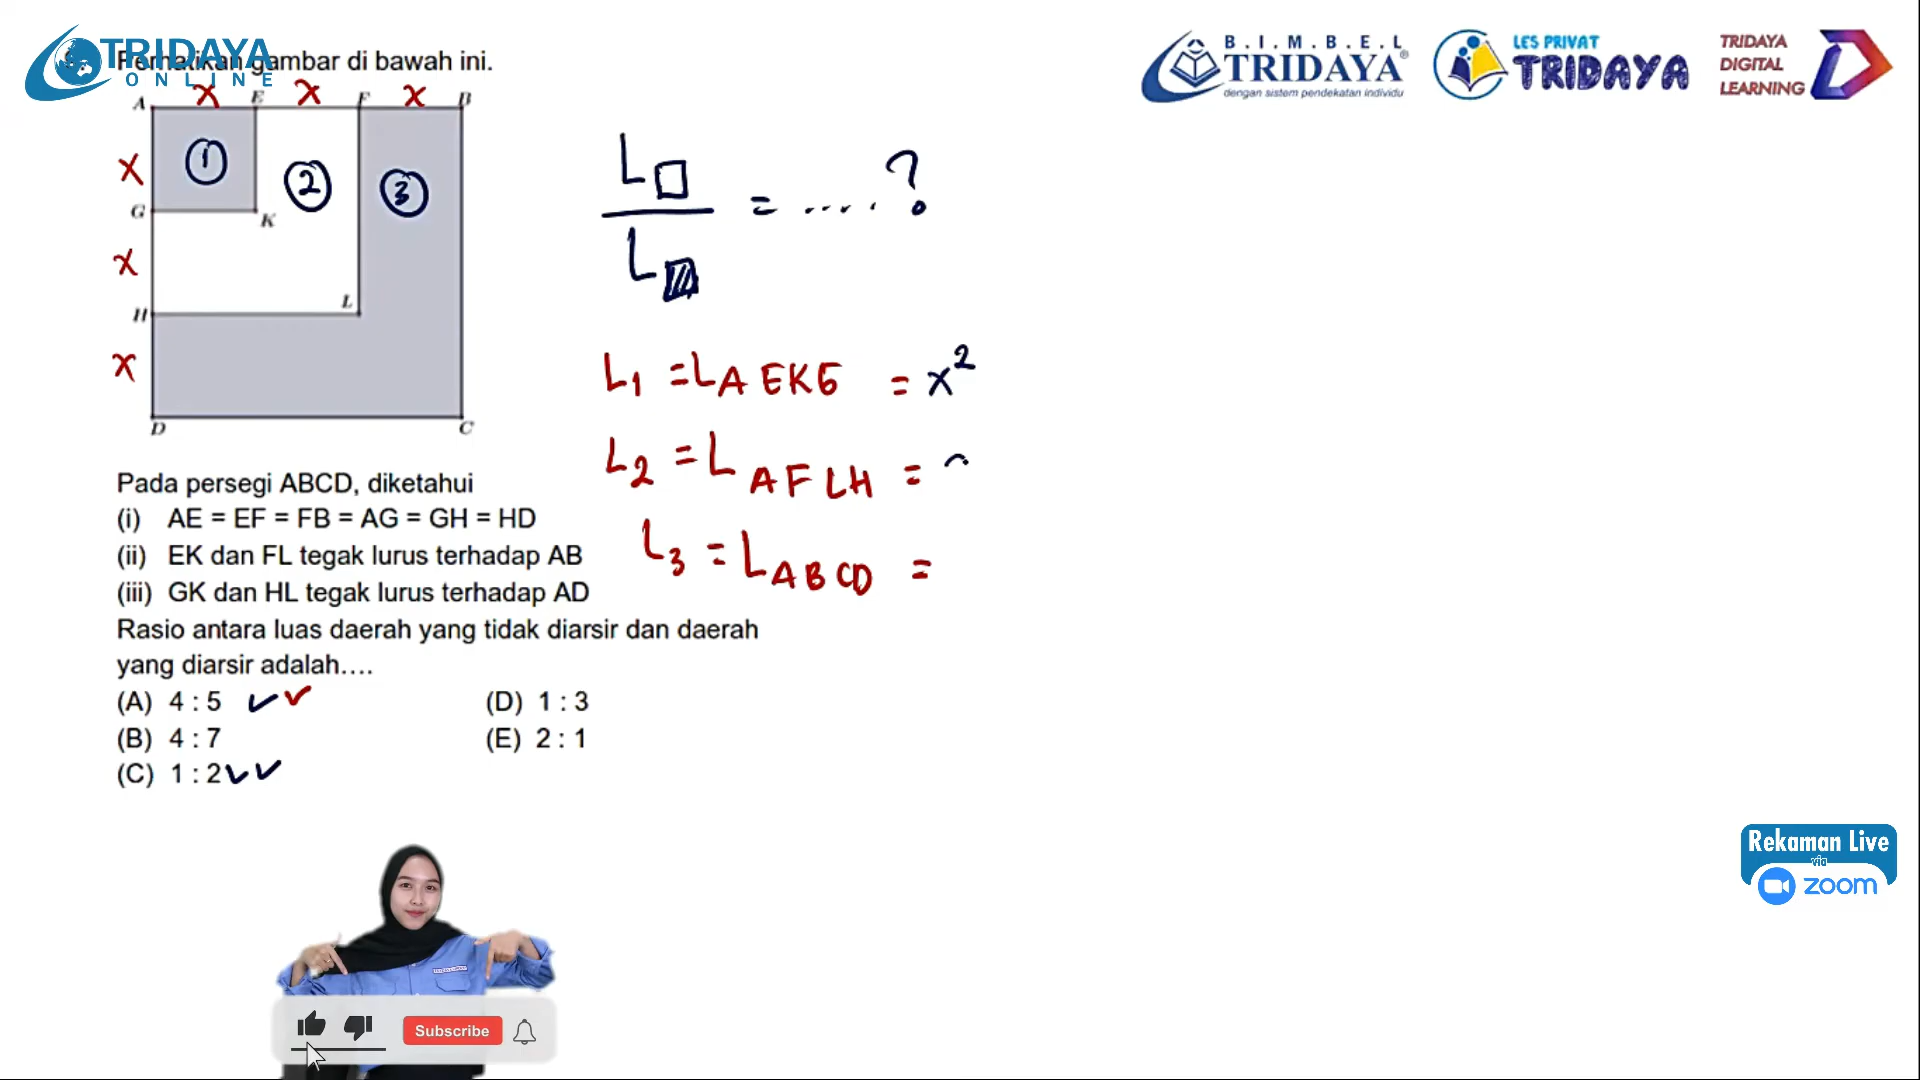 TRIDAYA
ONLINE
Perhatikan gambar di bawah ini.
B.I.M.B.E.L
TRIDAYA®
dengan sistem pendekatan individu
LES PRIVAT
TRIDAYA
TRIDAYA
DIGITAL
LEARNING
x x x
A E F B
x 1 2 3
G K
x
H L
x
D C
L□
L▨
= ..... ?
L1 = L AEKG = x²
L2 = L AFLH =
L3 = L ABCD =
Pada persegi ABCD, diketahui
(i) AE = EF = FB = AG = GH = HD
(ii) EK dan FL tegak lurus terhadap AB
(iii) GK dan HL tegak lurus terhadap AD
Rasio antara luas daerah yang tidak diarsir dan daerah
yang diarsir adalah....
(A) 4 : 5 ✓✓
(B) 4 : 7
(C) 1 : 2 ✓✓
(D) 1 : 3
(E) 2 : 1
Rekaman Live
via
zoom
Subscribe